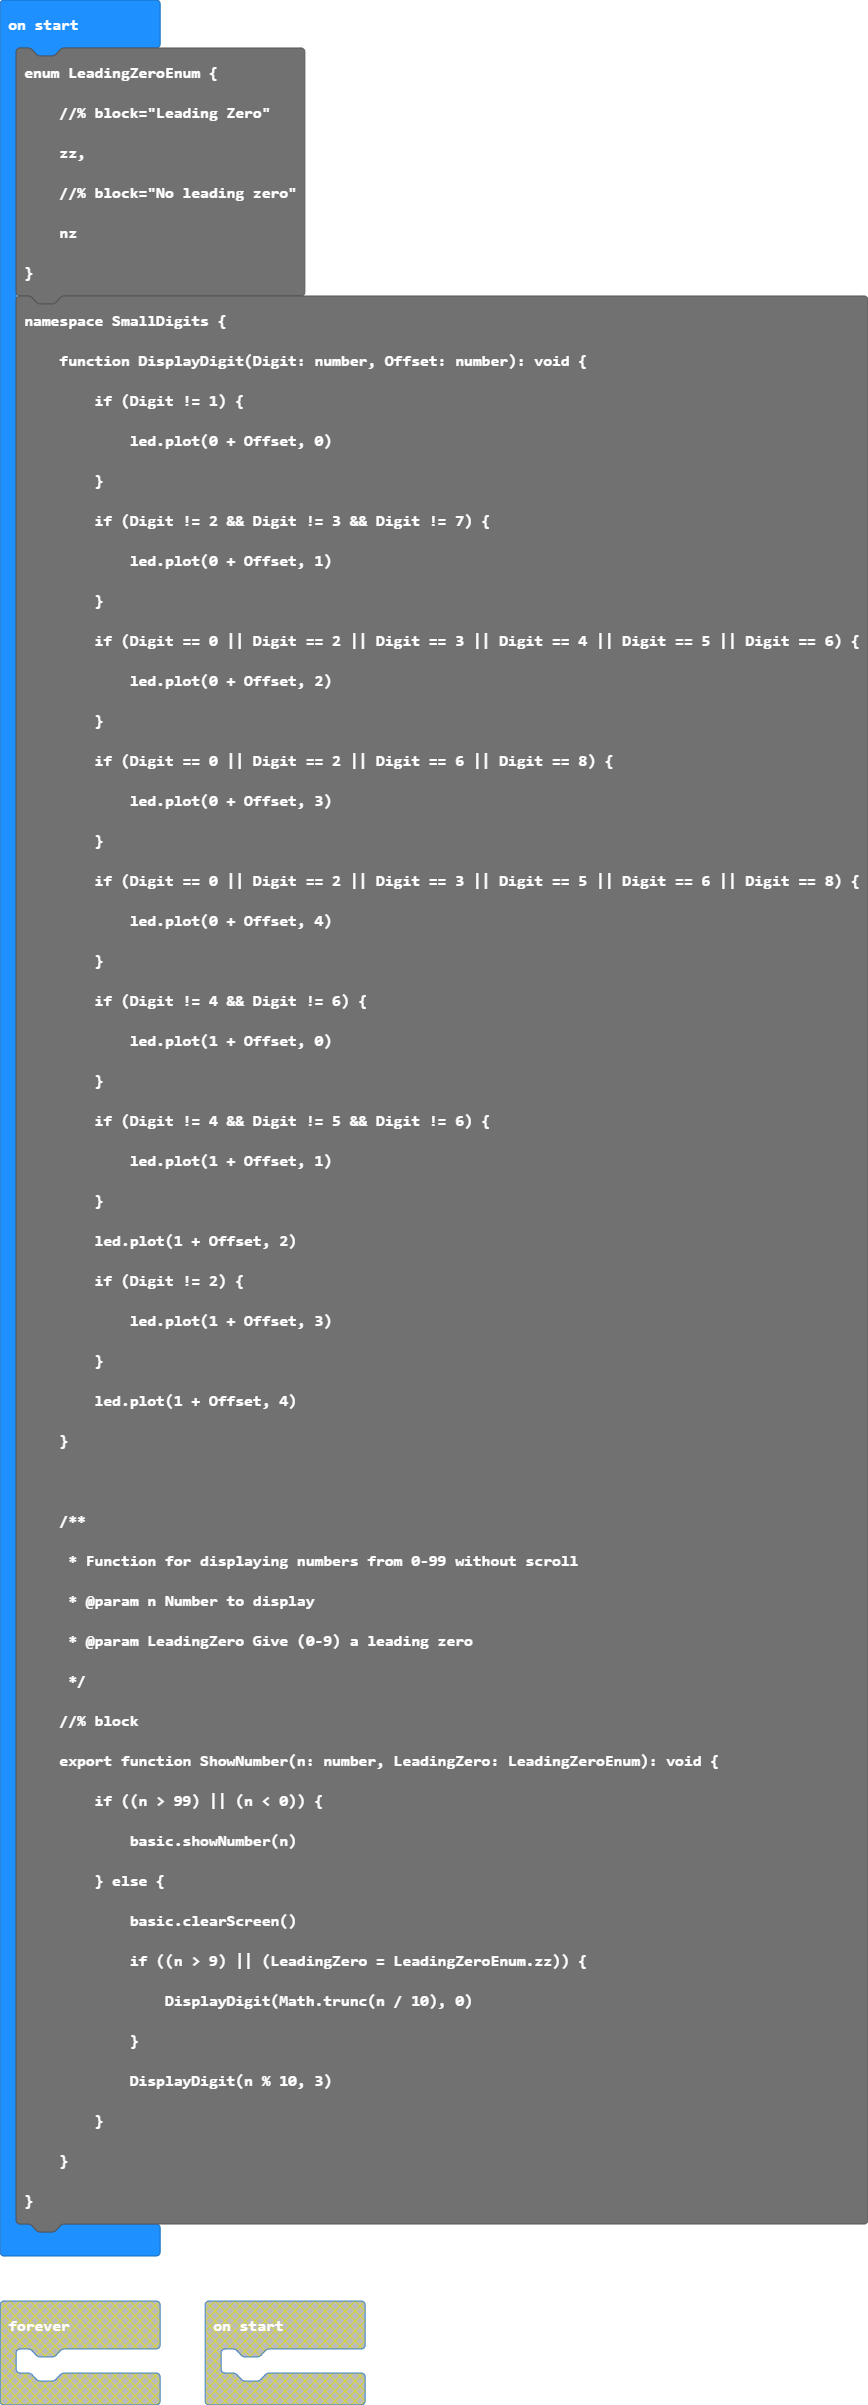 on start
enum LeadingZeroEnum {
    //% block="Leading Zero"
    zz,
    //% block="No leading zero"
    nz
}
namespace SmallDigits {
    function DisplayDigit(Digit: number, Offset: number): void {
        if (Digit != 1) {
            led.plot(0 + Offset, 0)
        }
        if (Digit != 2 && Digit != 3 && Digit != 7) {
            led.plot(0 + Offset, 1)
        }
        if (Digit == 0 || Digit == 2 || Digit == 3 || Digit == 4 || Digit == 5 || Digit == 6) {
            led.plot(0 + Offset, 2)
        }
        if (Digit == 0 || Digit == 2 || Digit == 6 || Digit == 8) {
            led.plot(0 + Offset, 3)
        }
        if (Digit == 0 || Digit == 2 || Digit == 3 || Digit == 5 || Digit == 6 || Digit == 8) {
            led.plot(0 + Offset, 4)
        }
        if (Digit != 4 && Digit != 6) {
            led.plot(1 + Offset, 0)
        }
        if (Digit != 4 && Digit != 5 && Digit != 6) {
            led.plot(1 + Offset, 1)
        }
        led.plot(1 + Offset, 2)
        if (Digit != 2) {
            led.plot(1 + Offset, 3)
        }
        led.plot(1 + Offset, 4)
    }
    /**
     * Function for displaying numbers from 0-99 without scroll
     * @param n Number to display
     * @param LeadingZero Give (0-9) a leading zero
     */
    //% block
    export function ShowNumber(n: number, LeadingZero: LeadingZeroEnum): void {
        if ((n > 99) || (n < 0)) {
            basic.showNumber(n)
        } else {
            basic.clearScreen()
            if ((n > 9) || (LeadingZero = LeadingZeroEnum.zz)) {
                DisplayDigit(Math.trunc(n / 10), 0)
            }
            DisplayDigit(n % 10, 3)
        }
    }
}
forever
on start